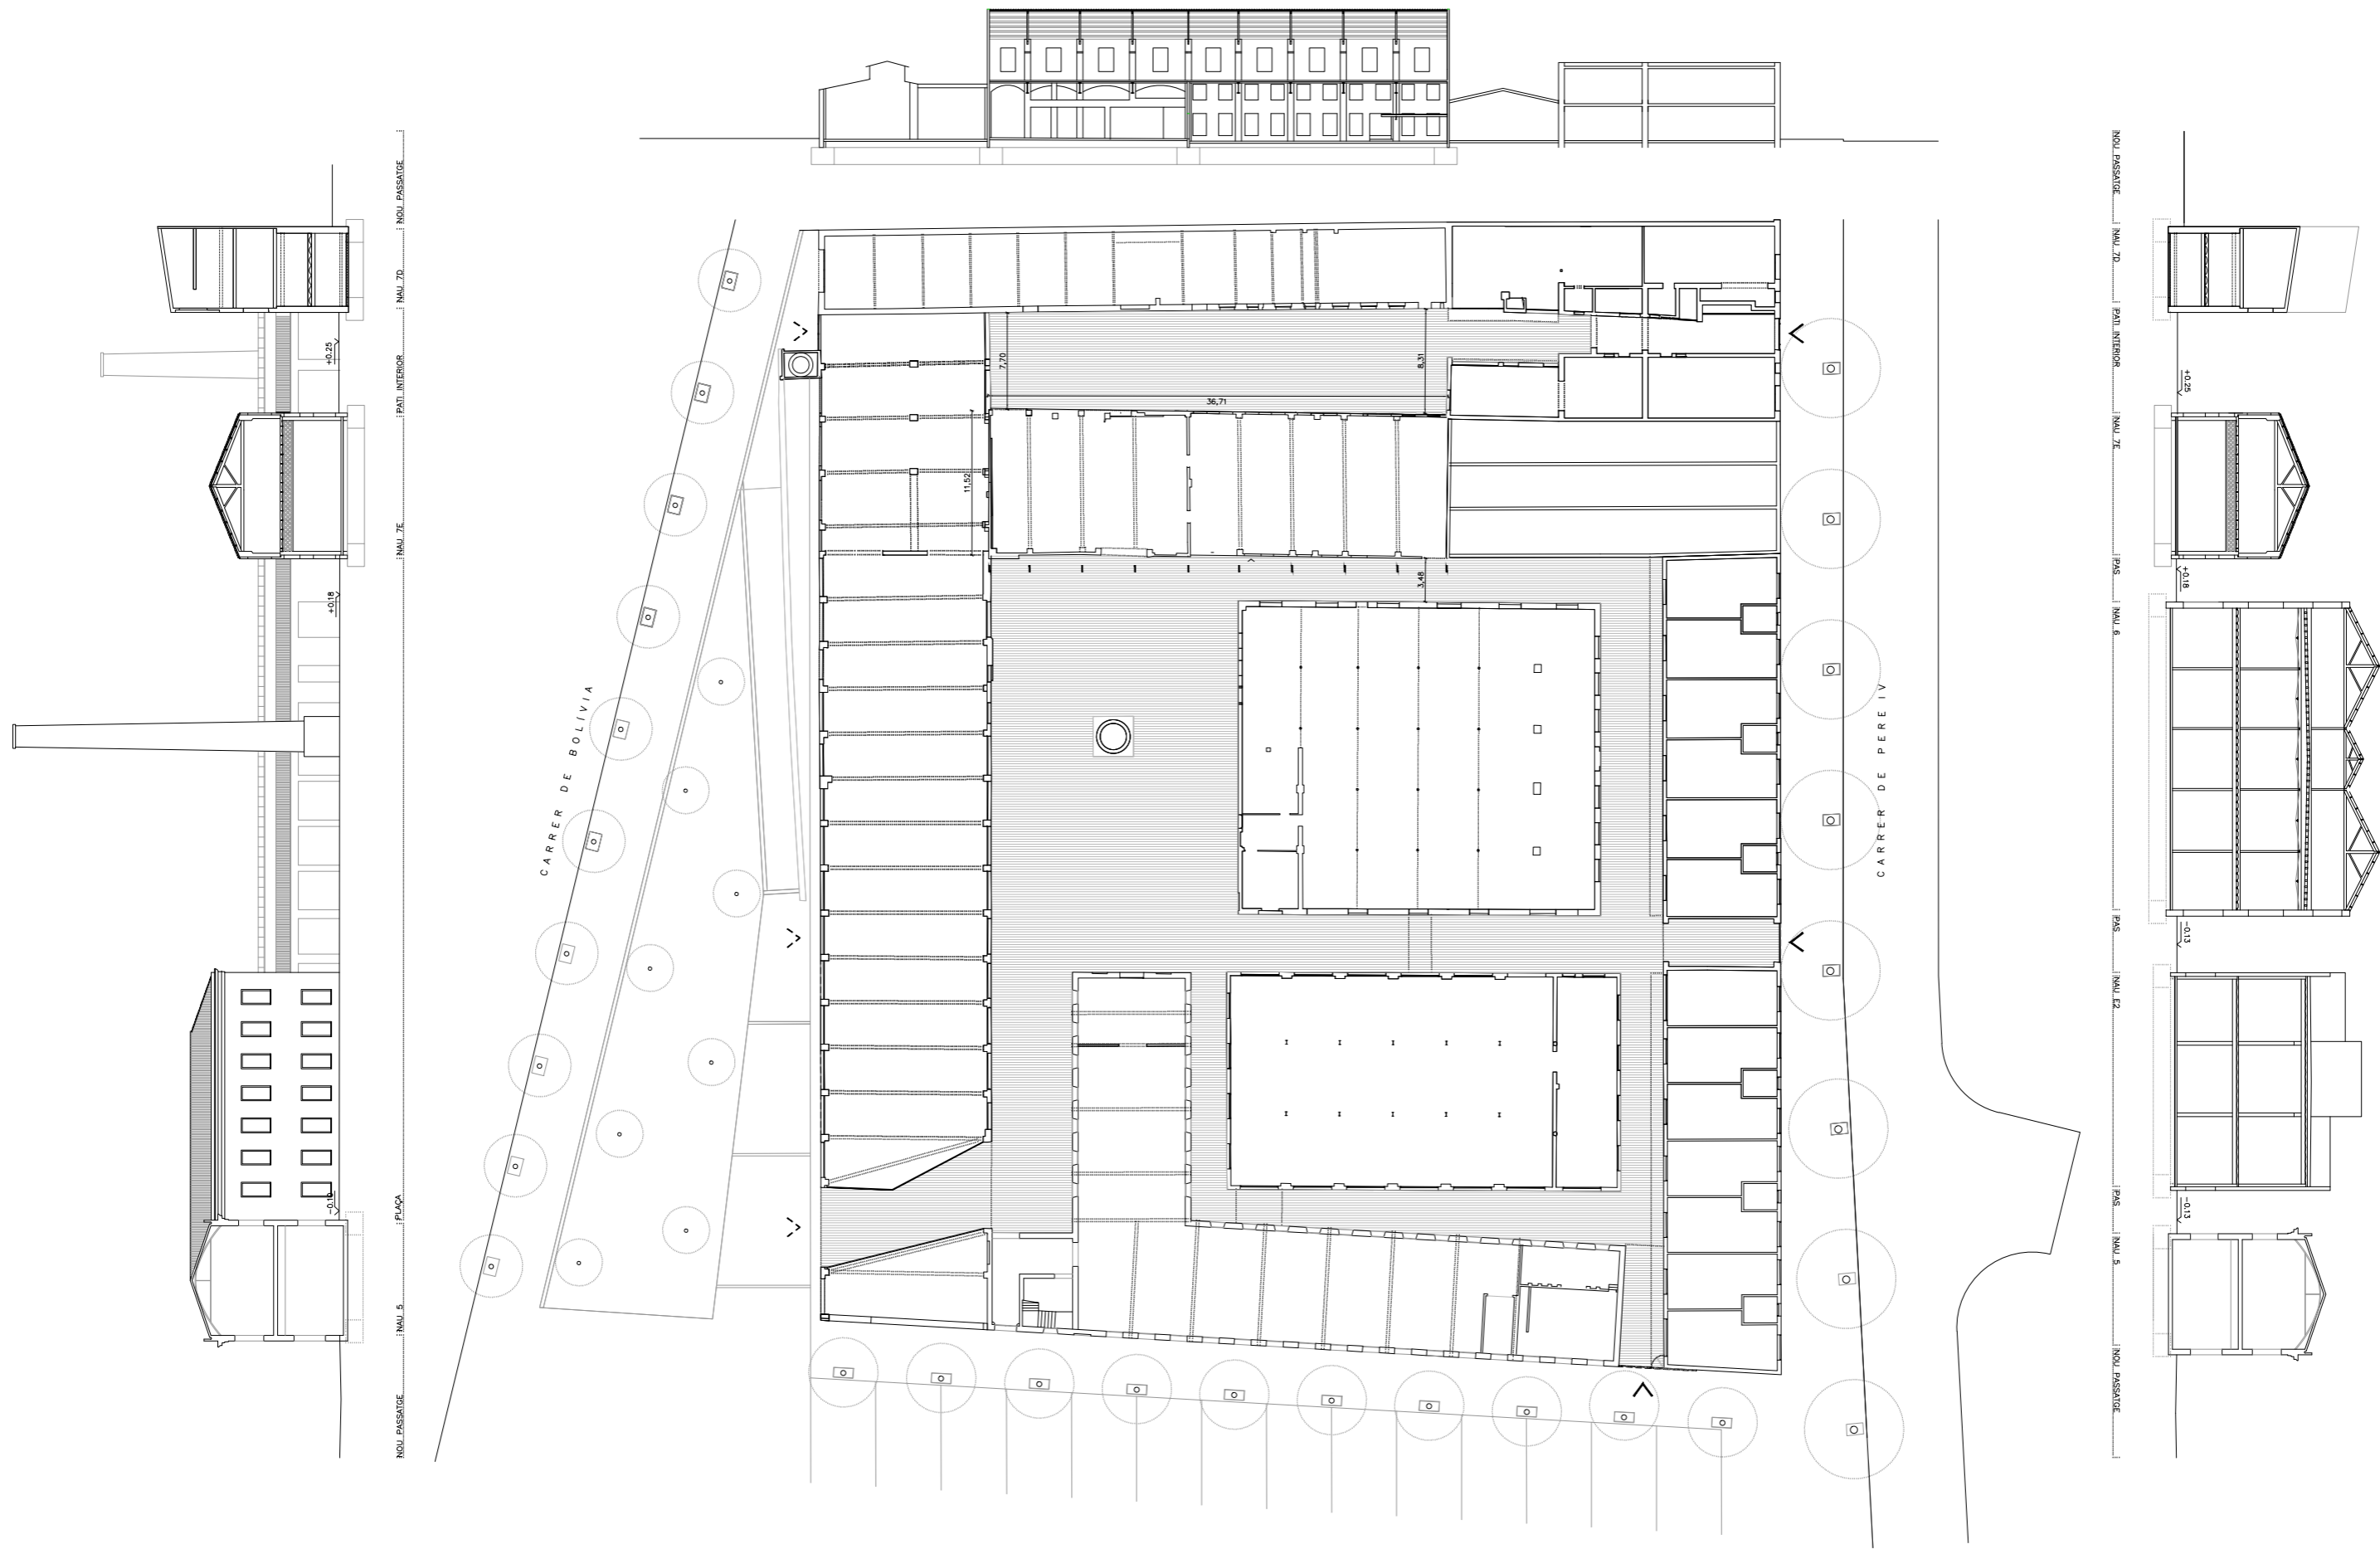 NOU PASSATGE
NAU 7D
PATI INTERIOR
NAU 7E
PLAÇA
NAU 5
NOU PASSATGE
+0.25
+0.18
-0.10
CARRER DE BOLIVIA
7,70
8,31
36,71
11,52
3,48
CARRER DE PERE IV
NOU PASSATGE
NAU 7D
PATI INTERIOR
NAU 7E
PAS
NAU 6
PAS
NAU E2
PAS
NAU 5
NOU PASSATGE
+0.25
+0.18
-0.13
-0.13